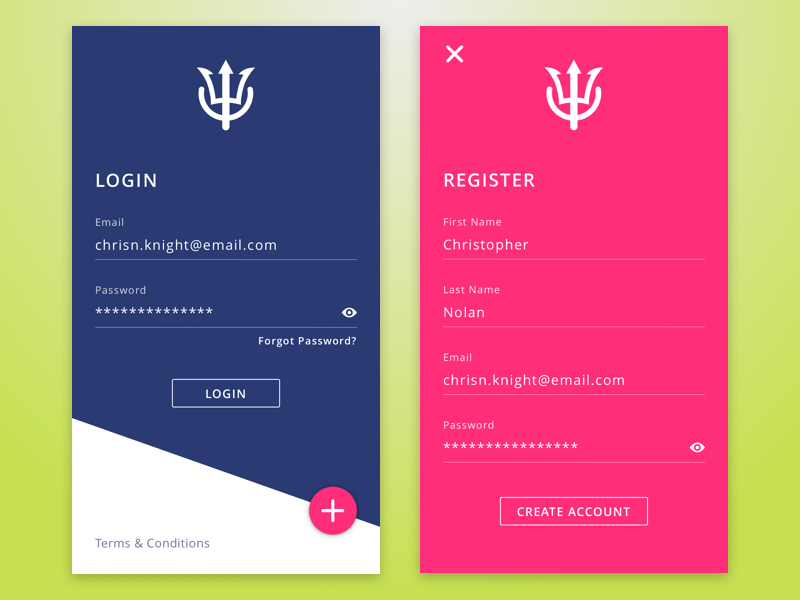 LOGIN
Email
chrisn.knight@email.com
Password
**************
Forgot Password?
LOGIN
Terms & Conditions
REGISTER
First Name
Christopher
Last Name
Nolan
Email
chrisn.knight@email.com
Password
****************
CREATE ACCOUNT